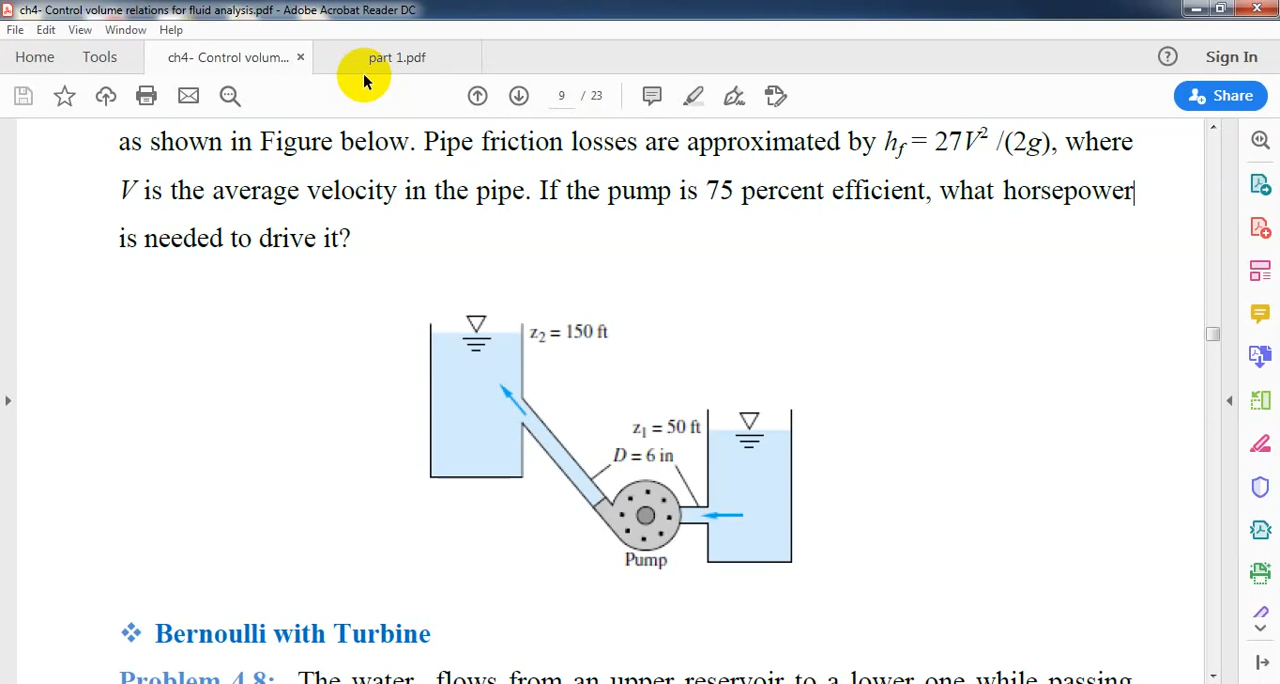 ch4- Control volume relations for fluid analysis.pdf - Adobe Acrobat Reader DC
File Edit View Window Help
Home Tools ch4- Control volum... × part 1.pdf Sign In
9 / 23 Share
as shown in Figure below. Pipe friction losses are approximated by h_f = 27V² /(2g), where
V is the average velocity in the pipe. If the pump is 75 percent efficient, what horsepower
is needed to drive it?
z₂ = 150 ft
z₁ = 50 ft
D = 6 in
Pump
❖ Bernoulli with Turbine
Problem 4.8: The water flows from an upper reservoir to a lower one while passing